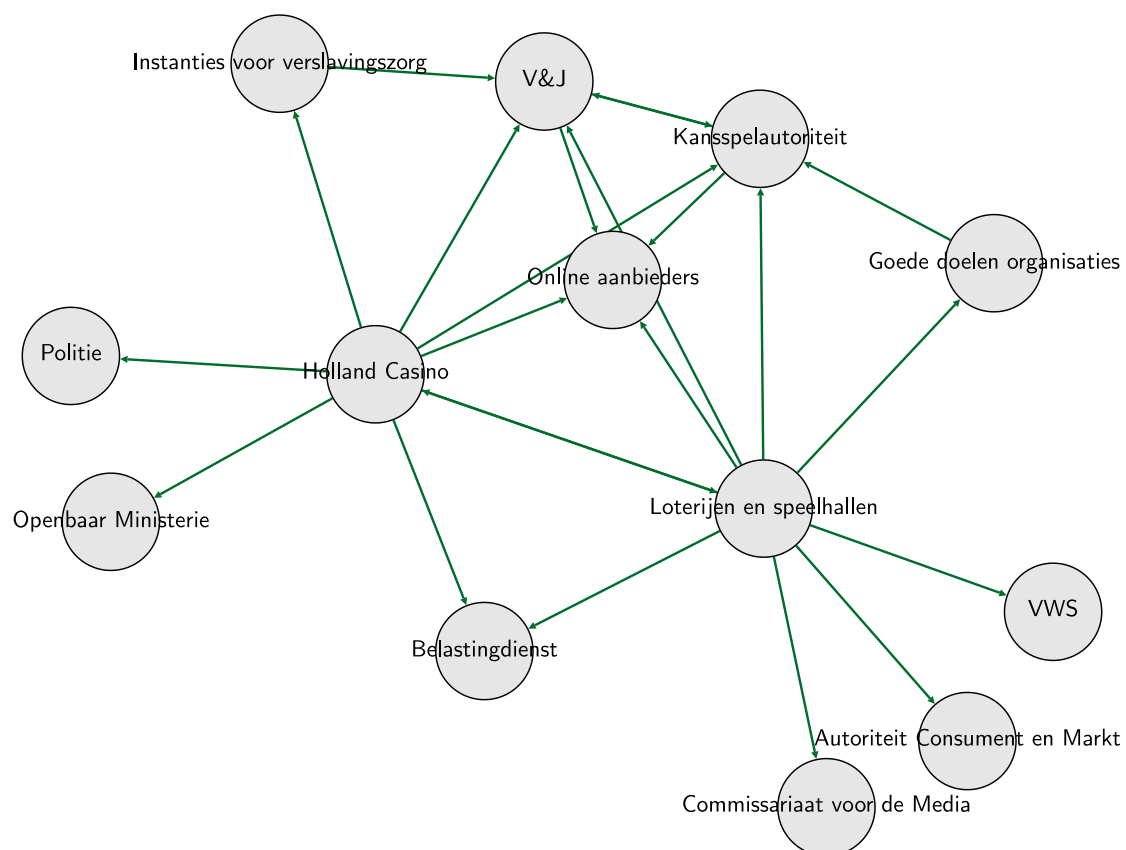 Instanties voor verslavingszorg
V&J
Kansspelautoriteit
Goede doelen organisaties
Online aanbieders
Politie
Holland Casino
Loterijen en speelhallen
Openbaar Ministerie
VWS
Belastingdienst
Autoriteit Consument en Markt
Commissariaat voor de Media